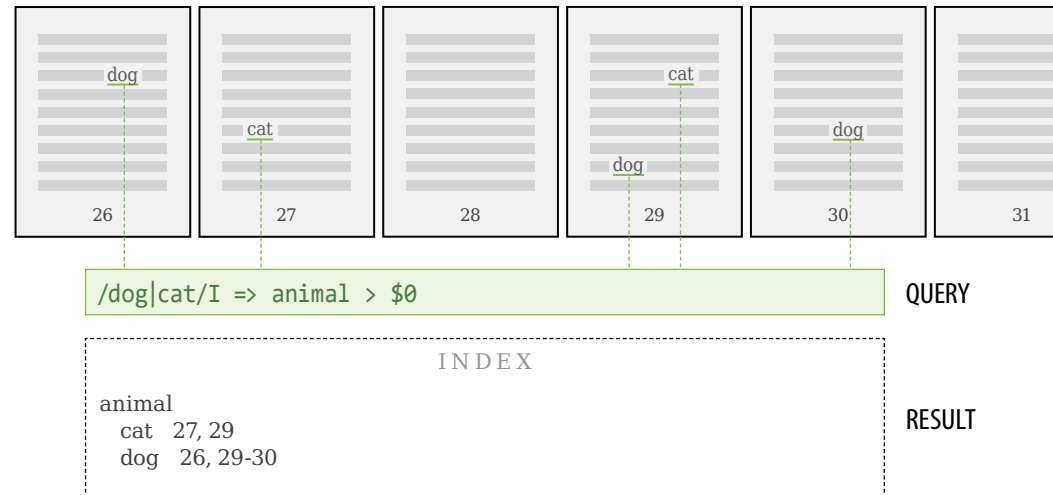 dog
cat
cat
dog
dog
26
27
28
29
30
31
/dog|cat/I => animal > $0
QUERY
INDEX
animal
cat 27, 29
dog 26, 29-30
RESULT